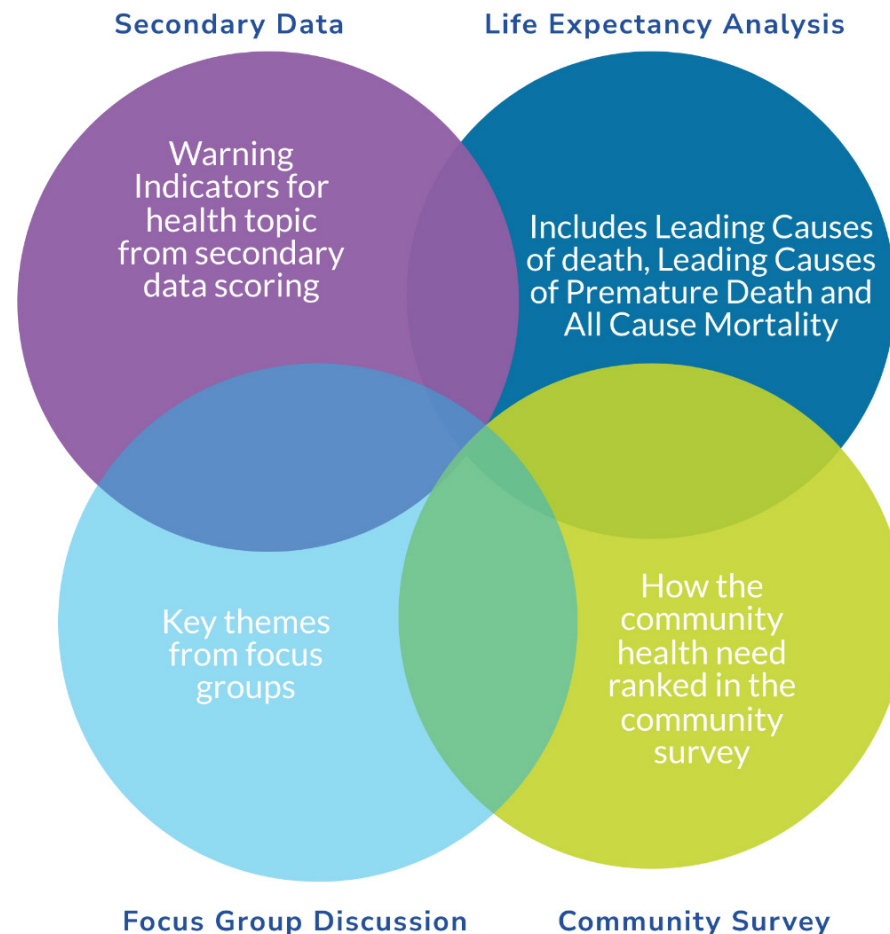 Secondary Data
Life Expectancy Analysis
Warning
Indicators for
health topic
from secondary
data scoring
Includes Leading Causes
of death, Leading Causes
of Premature Death and
All Cause Mortality
Key themes
from focus
groups
How the
community
health need
ranked in the
community
survey
Focus Group Discussion
Community Survey